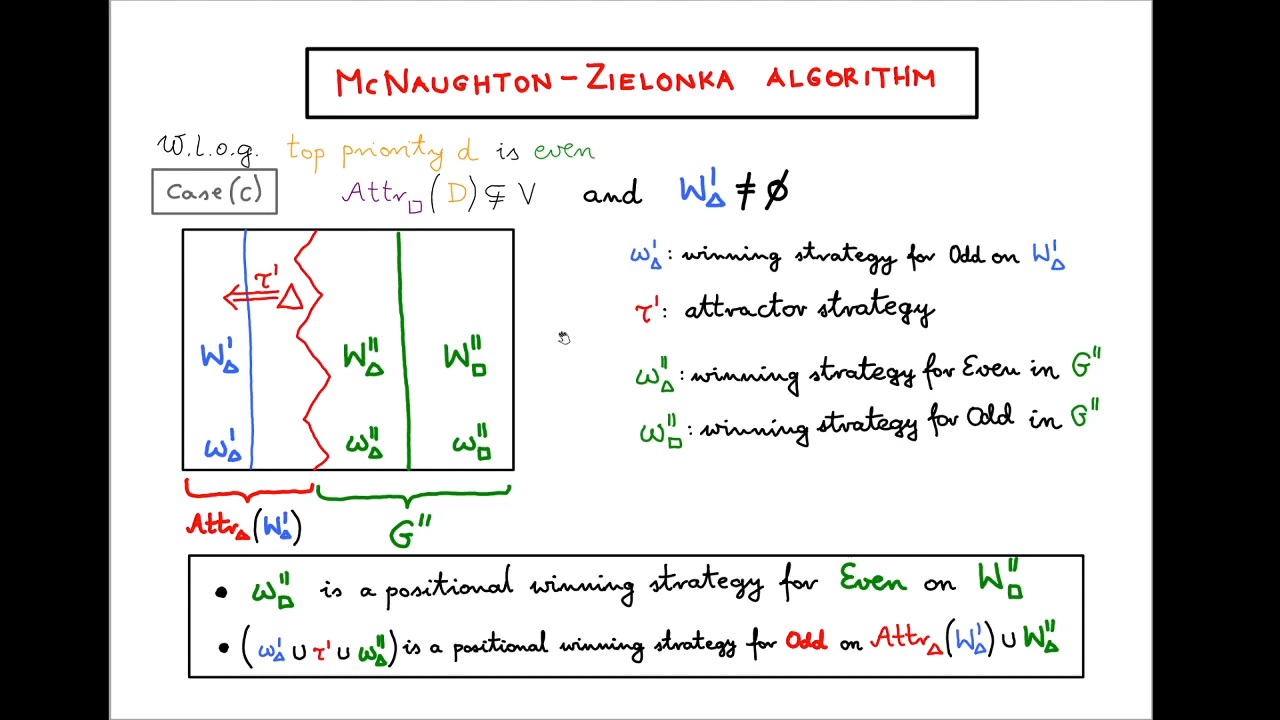 McNAUGHTON - ZIELONKA ALGORITHM
W.l.o.g. top priority d is even
Case (c) Attr□(D) ⊊ V and W'△ ≠ ∅
ω'△ : winning strategy for Odd on W'△
τ'
τ' : attractor strategy
△
W'△ W''△ W''□
ω''△ : winning strategy for Even in G''
ω''□ : winning strategy for Odd in G''
ω'△ ω''△ ω''□
Attr△(W'△) G''
• ω''□ is a positional winning strategy for Even on W''□
• (ω'△ ∪ τ' ∪ ω''△) is a positional winning strategy for Odd on Attr△(W'△) ∪ W''△